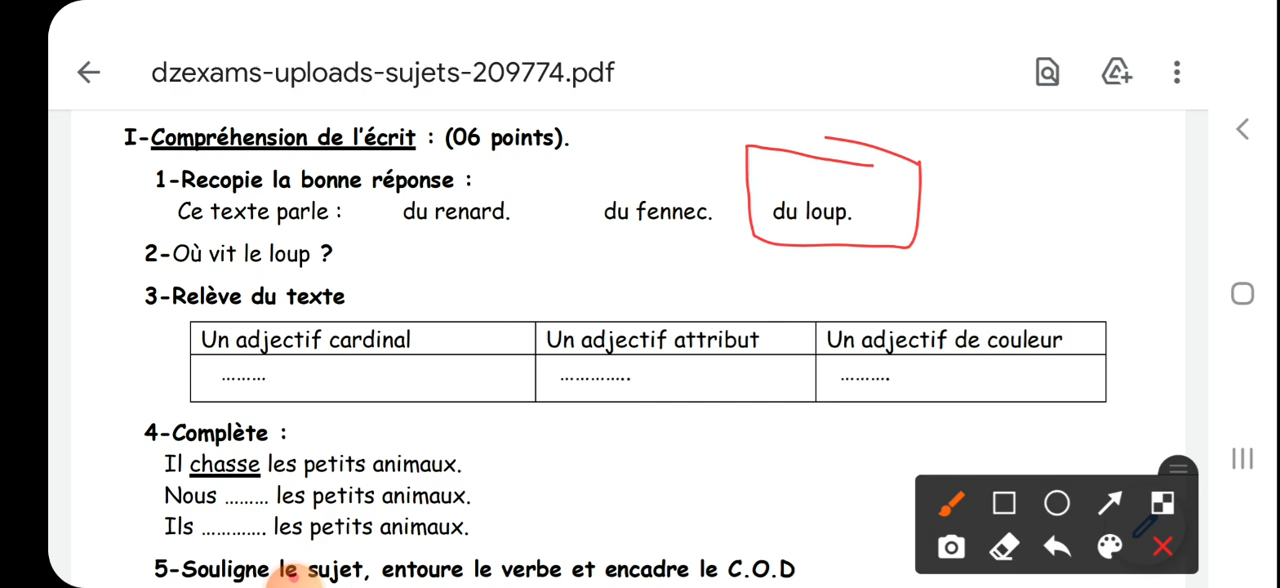 dzexams-uploads-sujets-209774.pdf
I-Compréhension de l'écrit : (06 points).
1-Recopie la bonne réponse :
Ce texte parle : du renard. du fennec. du loup.
2-Où vit le loup ?
3-Relève du texte
Un adjectif cardinal Un adjectif attribut Un adjectif de couleur
......... ............. ..........
4-Complète :
Il chasse les petits animaux.
Nous ......... les petits animaux.
Ils ............. les petits animaux.
5-Souligne le sujet, entoure le verbe et encadre le C.O.D